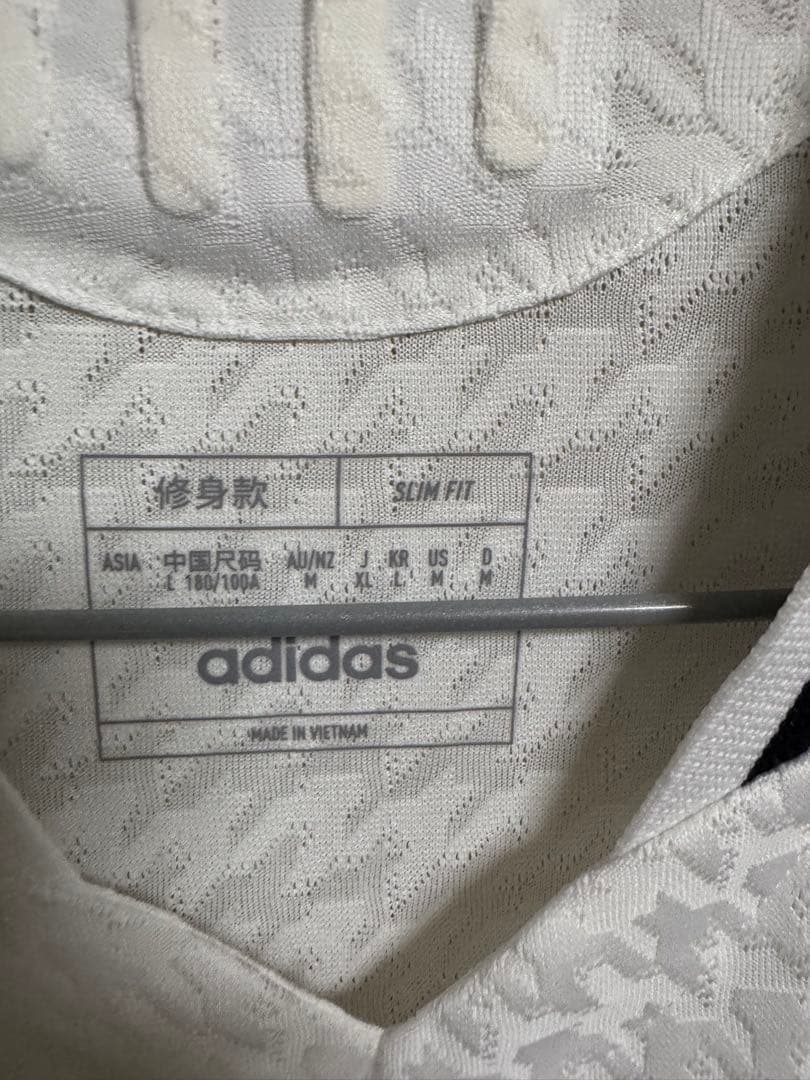 修身款 SLIM FIT
ASIA 中国尺码 AU/NZ J KR US D
L 180/100A M XL L M M
adidas
MADE IN VIETNAM